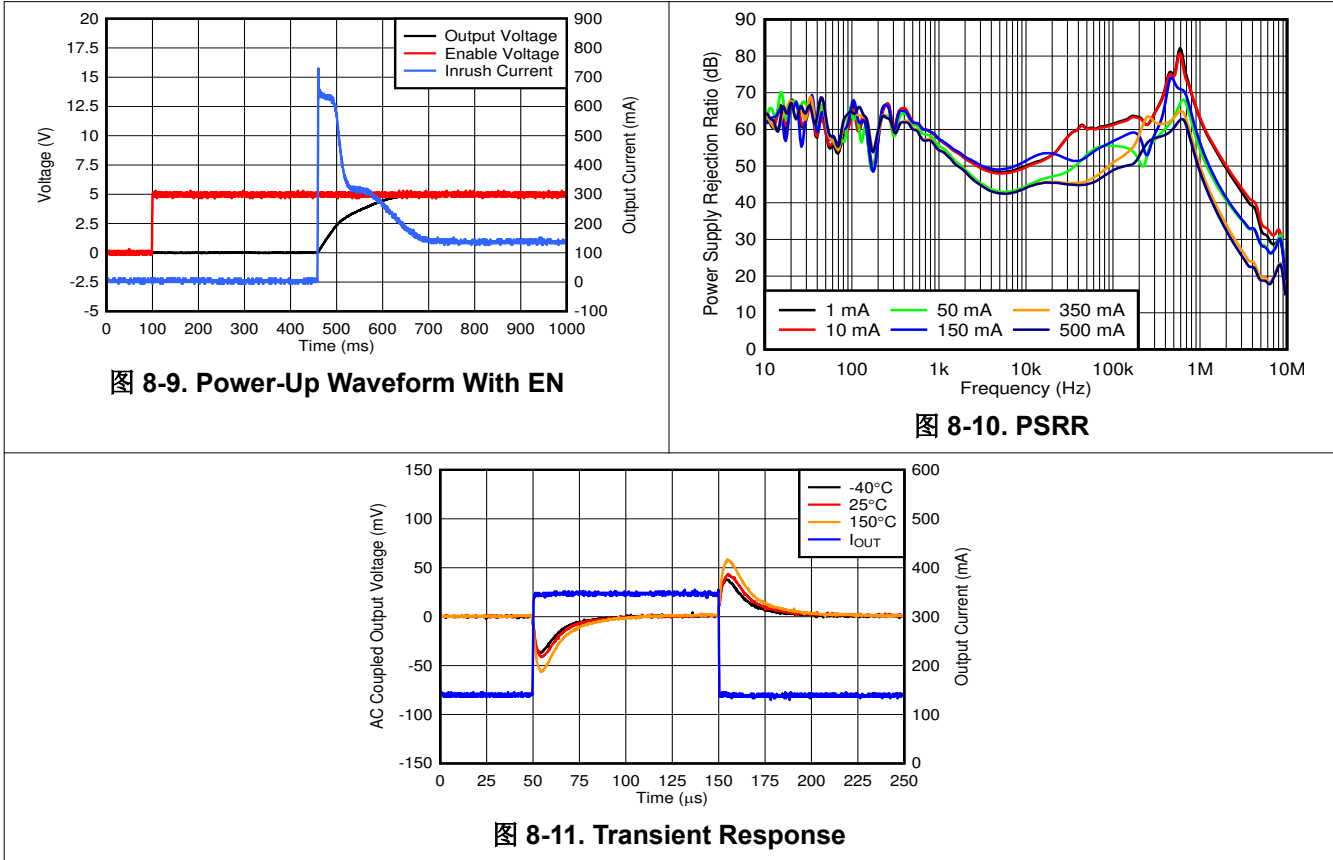 20
17.5
15
12.5
10
7.5
5
2.5
0
-2.5
-5
Voltage (V)
900
800
700
600
500
400
300
200
100
0
-100
Output Current (mA)
Output Voltage
Enable Voltage
Inrush Current
0 100 200 300 400 500 600 700 800 900 1000
Time (ms)
图 8-9. Power-Up Waveform With EN
90
80
70
60
50
40
30
20
10
0
Power Supply Rejection Ratio (dB)
1 mA 50 mA 350 mA
10 mA 150 mA 500 mA
10 100 1k 10k 100k 1M 10M
Frequency (Hz)
图 8-10. PSRR
150
100
50
0
-50
-100
-150
AC Coupled Output Voltage (mV)
600
500
400
300
200
100
0
Output Current (mA)
-40°C
25°C
150°C
IOUT
0 25 50 75 100 125 150 175 200 225 250
Time (μs)
图 8-11. Transient Response